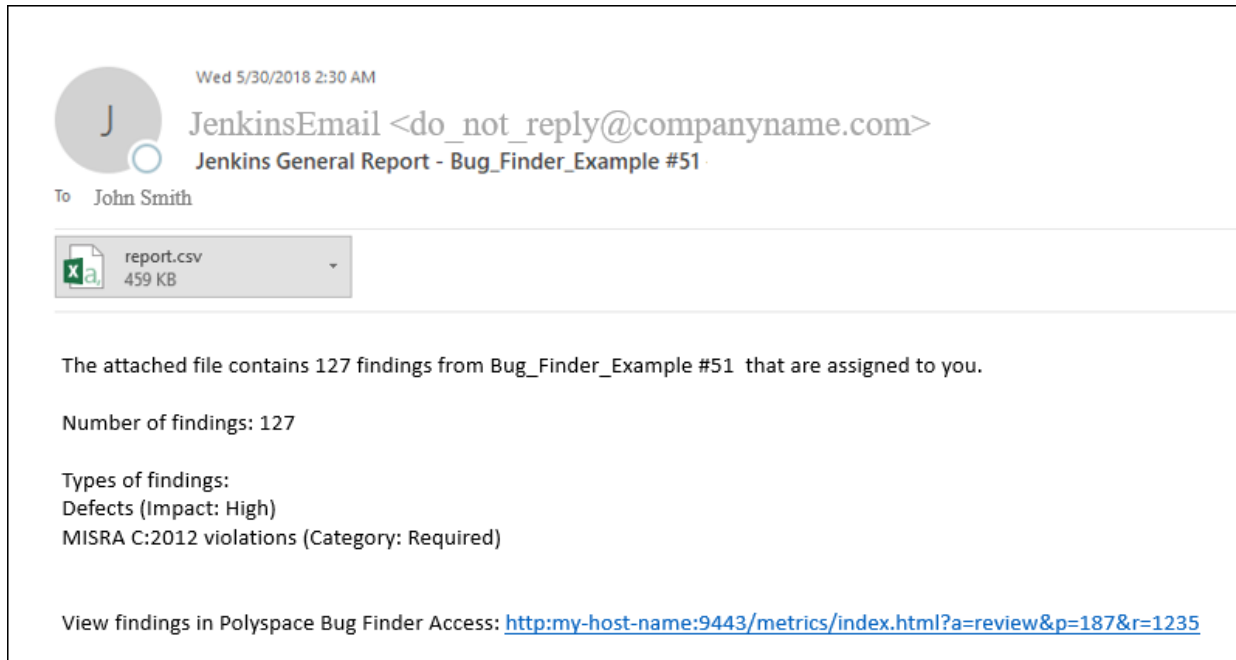 Wed 5/30/2018 2:30 AM
J
JenkinsEmail <do_not_reply@companyname.com>
Jenkins General Report - Bug_Finder_Example #51
To John Smith
report.csv
459 KB
The attached file contains 127 findings from Bug_Finder_Example #51  that are assigned to you.
Number of findings: 127
Types of findings:
Defects (Impact: High)
MISRA C:2012 violations (Category: Required)
View findings in Polyspace Bug Finder Access: http:my-host-name:9443/metrics/index.html?a=review&p=187&r=1235